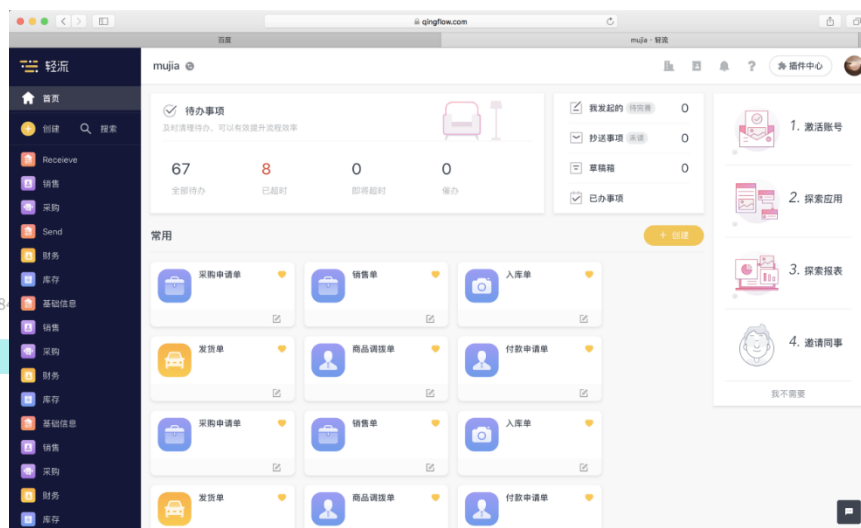 qingflow.com
百度
mujia - 轻流
轻流
mujia
插件中心
首页
创建 搜索
Receieve
销售
采购
Send
财务
库存
基础信息
销售
采购
财务
库存
基础信息
销售
采购
财务
库存
待办事项
及时清理待办，可以有效提升流程效率
67 8 0 0
全部待办 已超时 即将超时 催办
我发起的 待完善 0
抄送事项 未读 0
草稿箱 0
已办事项
常用
+ 创建
采购申请单 销售单 入库单
发货单 商品调拨单 付款申请单
采购申请单 销售单 入库单
发货单 商品调拨单 付款申请单
1. 激活账号
2. 探索应用
3. 探索报表
4. 邀请同事
我不需要